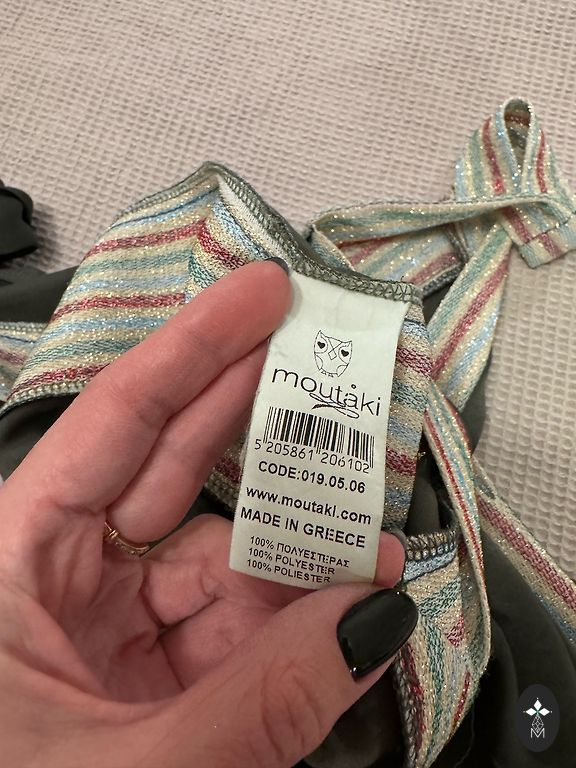 moutåki
5 205861 206102
CODE:019.05.06
www.moutaki.com
MADE IN GREECE
100% ΠΟΛΥΕΣΤΕΡΑΣ
100% POLYESTER
100% POLIESTER
M